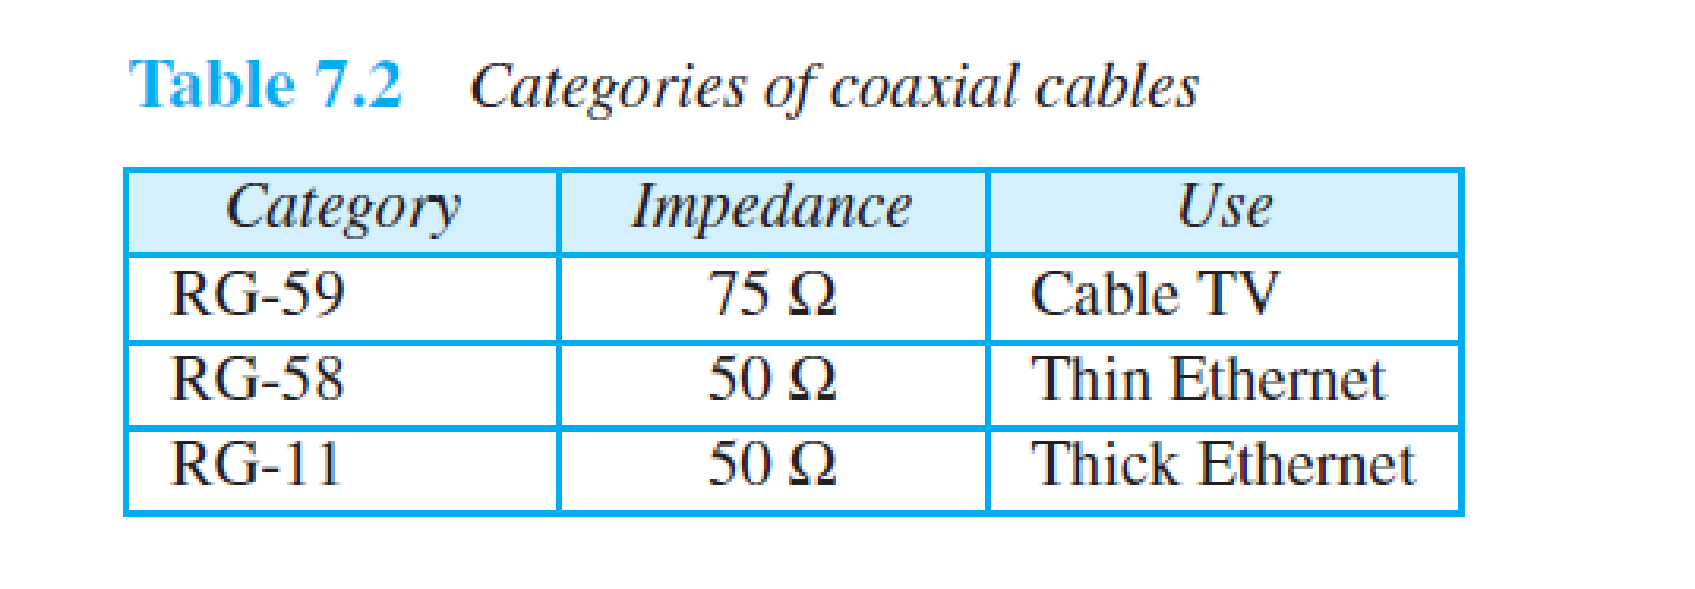 Table 7.2 Categories of coaxial cables
Category Impedance Use
RG-59 75 Ω Cable TV
RG-58 50 Ω Thin Ethernet
RG-11 50 Ω Thick Ethernet